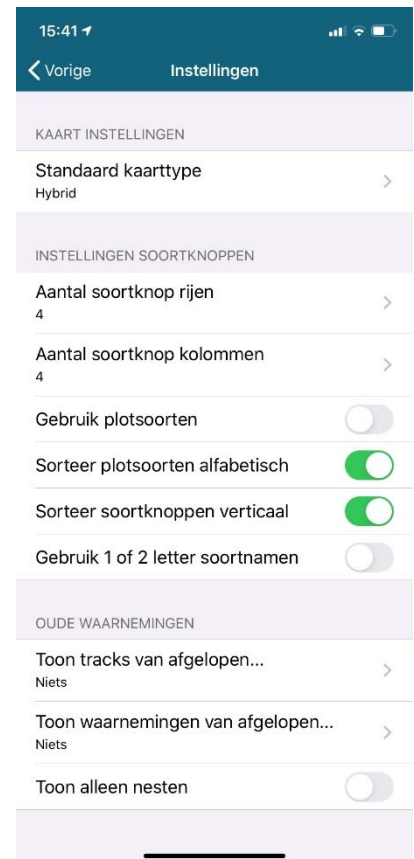 15:41
Vorige
Instellingen
KAART INSTELLINGEN
Standaard kaarttype
Hybrid
INSTELLINGEN SOORTKNOPPEN
Aantal soortknop rijen
4
Aantal soortknop kolommen
4
Gebruik plotsoorten
Sorteer plotsoorten alfabetisch
Sorteer soortknoppen verticaal
Gebruik 1 of 2 letter soortnamen
OUDE WAARNEMINGEN
Toon tracks van afgelopen...
Niets
Toon waarnemingen van afgelopen...
Niets
Toon alleen nesten